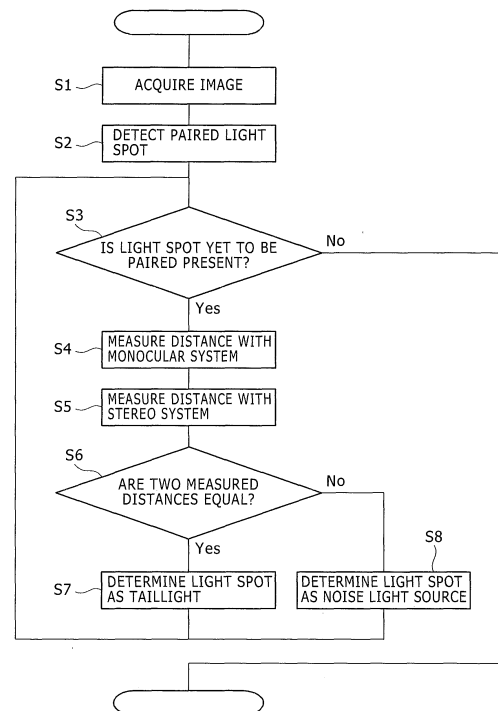 S1
ACQUIRE IMAGE
S2
DETECT PAIRED LIGHT
SPOT
S3
IS LIGHT SPOT YET TO BE
PAIRED PRESENT?
No
Yes
S4
MEASURE DISTANCE WITH
MONOCULAR SYSTEM
S5
MEASURE DISTANCE WITH
STEREO SYSTEM
S6
ARE TWO MEASURED
DISTANCES EQUAL?
No
Yes
S7
DETERMINE LIGHT SPOT
AS TAILLIGHT
S8
DETERMINE LIGHT SPOT
AS NOISE LIGHT SOURCE